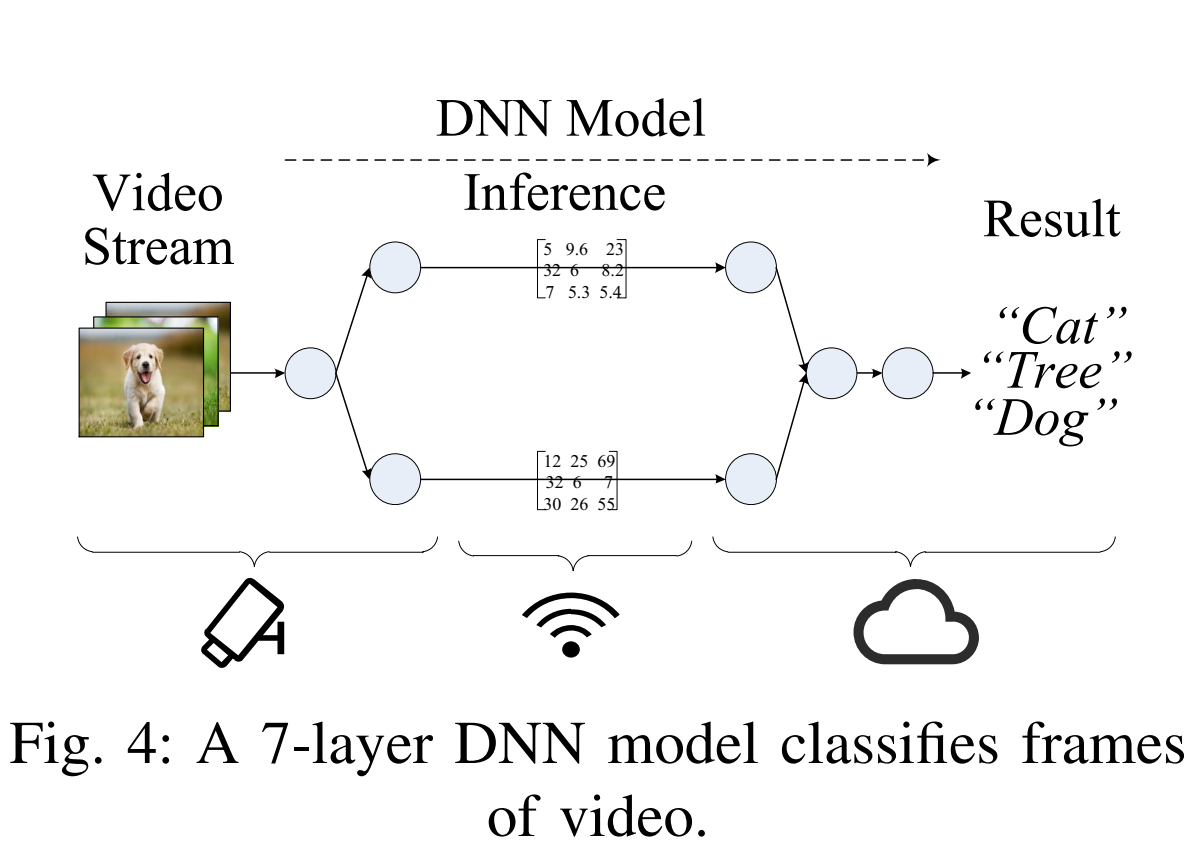 DNN Model
Inference
Video
Stream
Result
5 9.6 23
32 6 8.2
7 5.3 5.4
“Cat”
“Tree”
“Dog”
12 25 69
32 6 7
30 26 55
Fig. 4: A 7-layer DNN model classifies frames
of video.